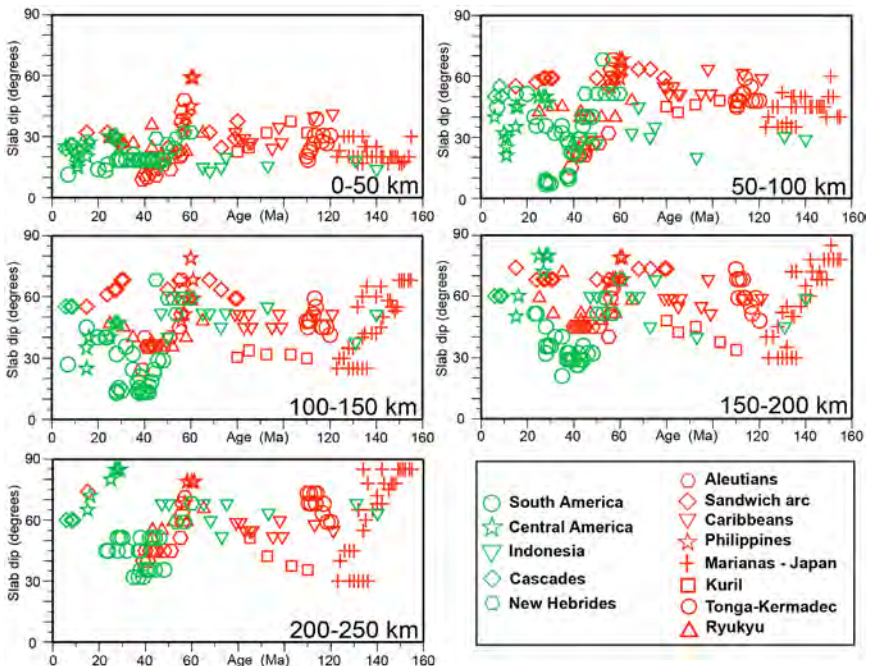 90
60
30
0
Slab dip (degrees)
0-50 km
0 20 40 60 Age (Ma) 100 120 140 160
90
60
30
0
Slab dip (degrees)
50-100 km
0 20 40 60 Age (Ma) 100 120 140 160
90
60
30
0
Slab dip (degrees)
100-150 km
0 20 40 60 Age (Ma) 100 120 140 160
90
60
30
0
Slab dip (degrees)
150-200 km
0 20 40 60 Age (Ma) 100 120 140 160
90
60
30
0
Slab dip (degrees)
200-250 km
0 20 40 60 Age (Ma) 100 120 140 160
South America
Central America
Indonesia
Cascades
New Hebrides
Aleutians
Sandwich arc
Caribbeans
Philippines
Marianas - Japan
Kuril
Tonga-Kermadec
Ryukyu